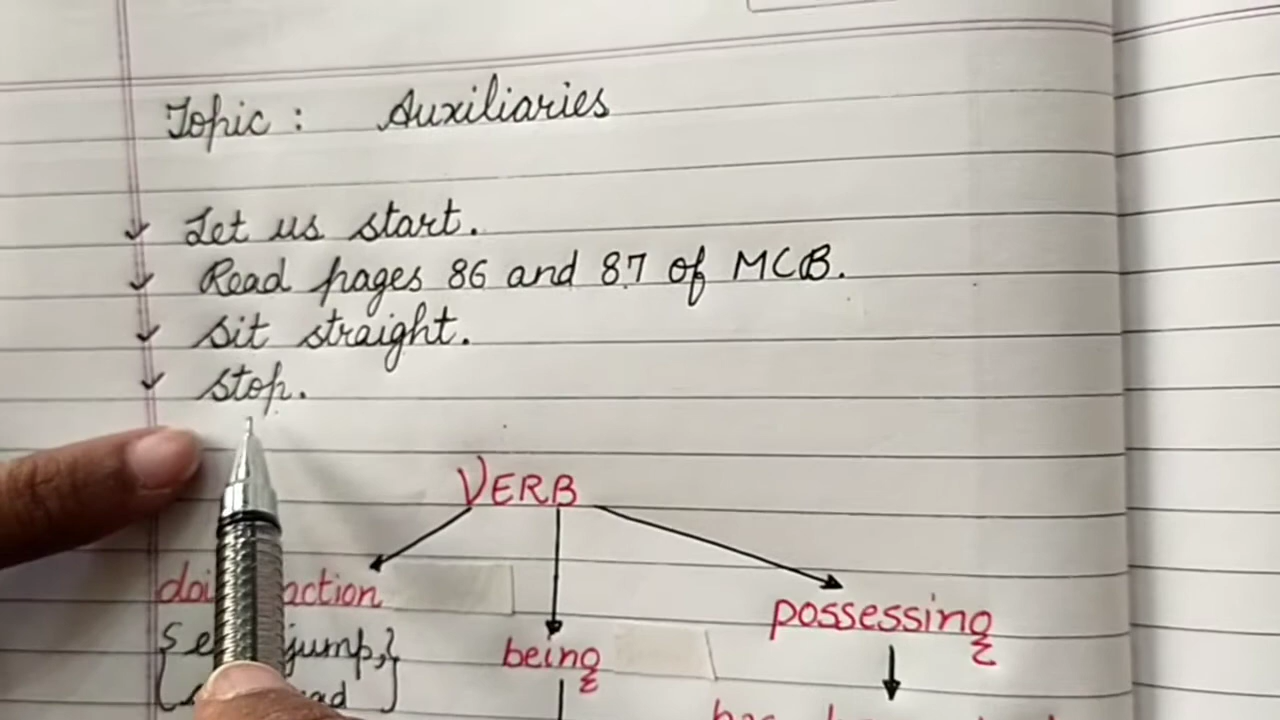 Topic : Auxiliaries
Let us start.
Read pages 86 and 87 of MCB.
Sit straight.
Stop.
VERB
action
possessing
jump,
being